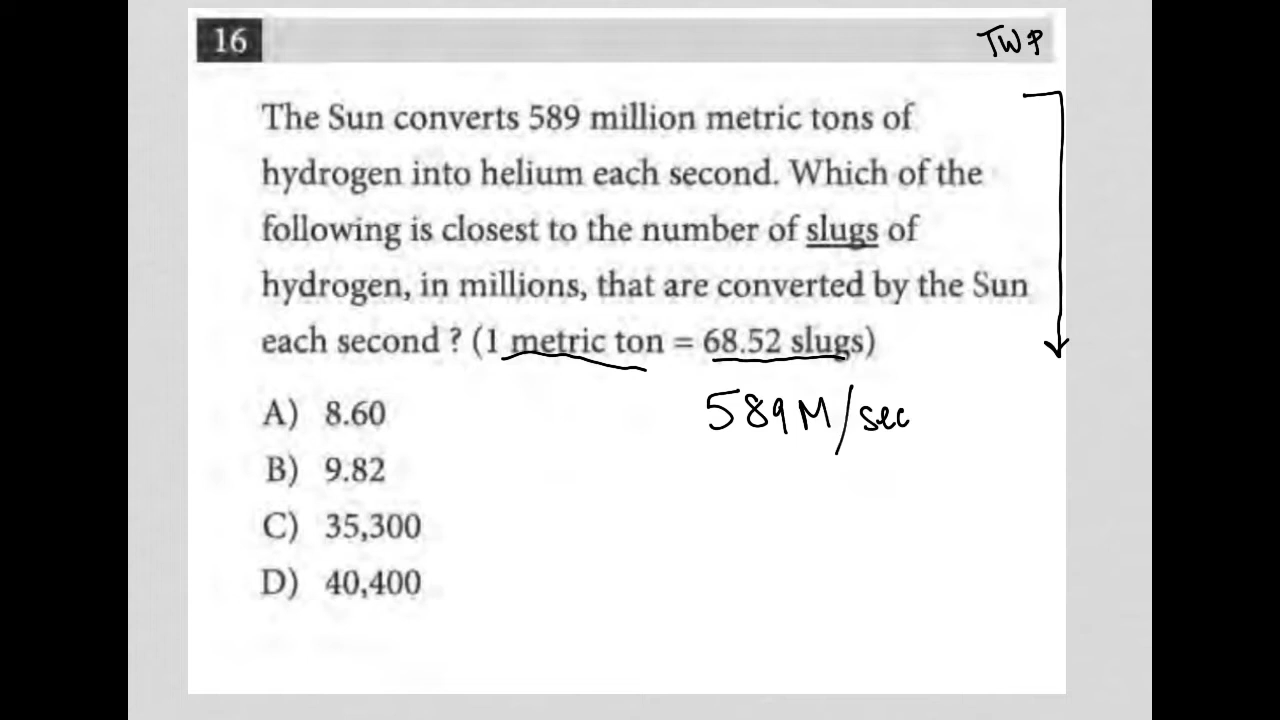 16
TWP
The Sun converts 589 million metric tons of
hydrogen into helium each second. Which of the
following is closest to the number of slugs of
hydrogen, in millions, that are converted by the Sun
each second ? (1 metric ton = 68.52 slugs)
589M/sec
A) 8.60
B) 9.82
C) 35,300
D) 40,400